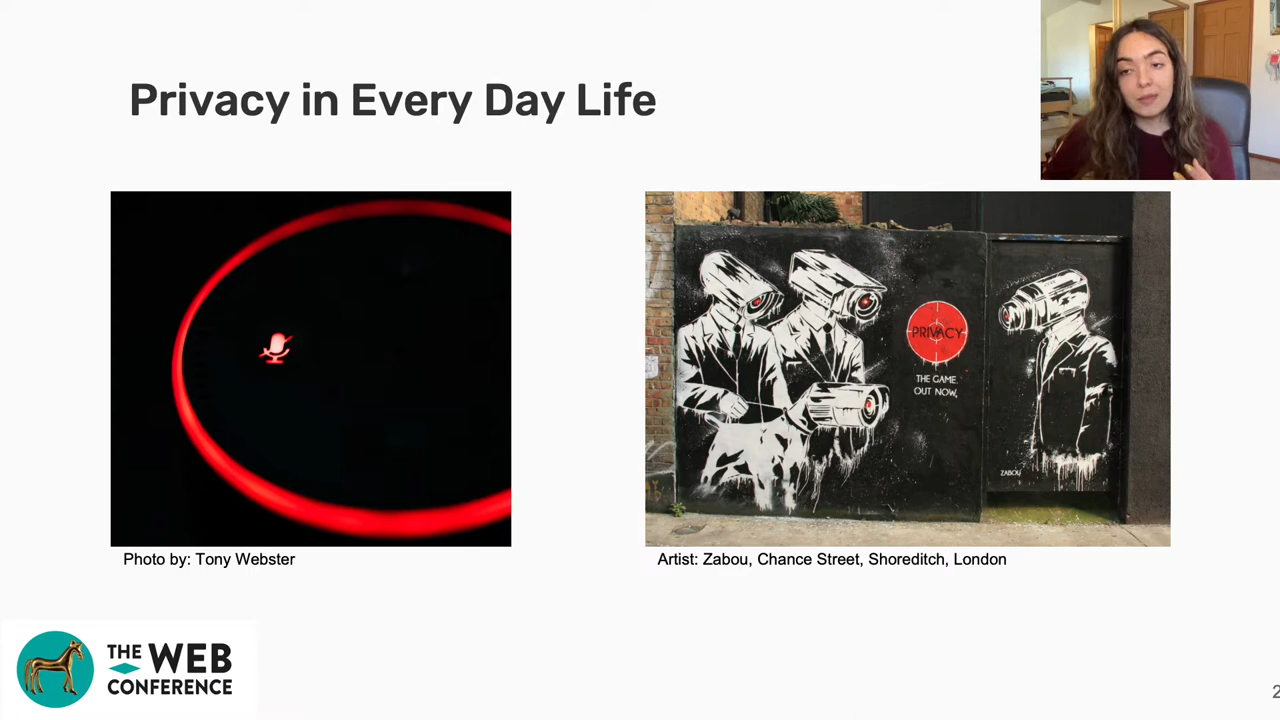 Privacy in Every Day Life
PRIVACY
THE GAME.
OUT NOW.
ZABOU
Photo by: Tony Webster
Artist: Zabou, Chance Street, Shoreditch, London
THE WEB
CONFERENCE
2